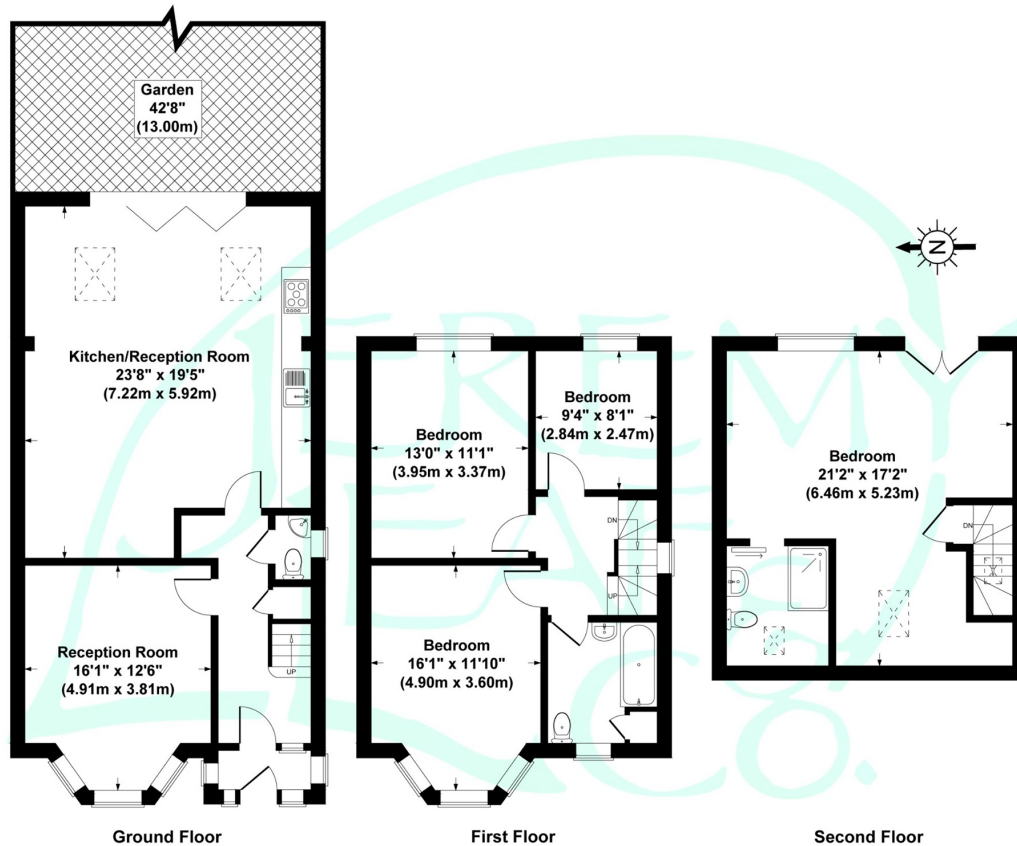 Garden
42'8"
(13.00m)
Kitchen/Reception Room
23'8" x 19'5"
(7.22m x 5.92m)
Reception Room
16'1" x 12'6"
(4.91m x 3.81m)
UP
Ground Floor
Bedroom
13'0" x 11'1"
(3.95m x 3.37m)
Bedroom
9'4" x 8'1"
(2.84m x 2.47m)
DN
UP
Bedroom
16'1" x 11'10"
(4.90m x 3.60m)
First Floor
N
Bedroom
21'2" x 17'2"
(6.46m x 5.23m)
DN
Second Floor
JEREMY
LEAF
& Co.